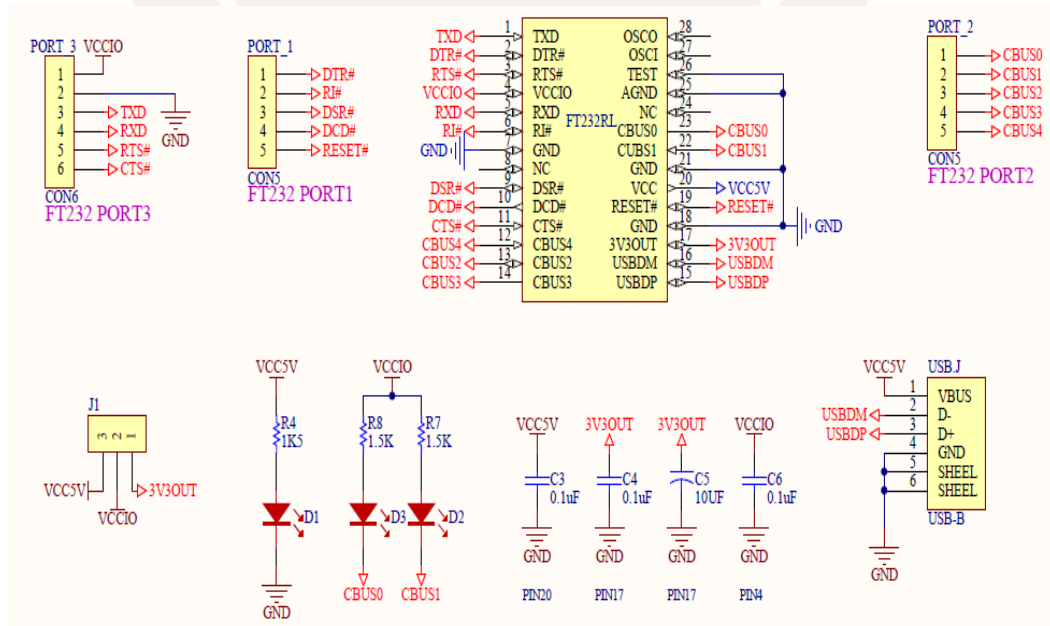 PORT_3 VCCIO
1
2
3 TXD
4 RXD
5 RTS#
6 CTS#
GND
CON6
FT232 PORT3
PORT_1
1 DTR#
2 RI#
3 DSR#
4 DCD#
5 RESET#
CON5
FT232 PORT1
TXD 1 TXD OSCO 28
DTR# 2 DTR# OSCI 27
RTS# 3 RTS# TEST 26
VCCIO 4 VCCIO AGND 25
RXD 5 RXD NC 24
FT232RL
RI# 6 RI# CBUS0 23 CBUS0
GND 7 GND CUBS1 22 CBUS1
8 NC GND 21
DSR# 9 DSR# VCC 20 VCC5V
DCD# 10 DCD# RESET# 19 RESET#
CTS# 11 CTS# GND 18 GND
CBUS4 12 CBUS4 3V3OUT 17 3V3OUT
CBUS2 13 CBUS2 USBDM 16 USBDM
CBUS3 14 CBUS3 USBDP 15 USBDP
PORT_2
1 CBUS0
2 CBUS1
3 CBUS2
4 CBUS3
5 CBUS4
CON5
FT232 PORT2
J1
3 2 1
VCC5V 3V3OUT
VCCIO
VCC5V
R4
1K5
D1
GND
VCCIO
R8 R7
1.5K 1.5K
D3 D2
CBUS0 CBUS1
VCC5V 3V3OUT 3V3OUT VCCIO
C3 C4 C5 C6
0.1uF 0.1uF 10UF 0.1uF
GND GND GND GND
PIN20 PIN17 PIN17 PIN4
VCC5V USB.J
1 VBUS
USBDM 2 D-
USBDP 3 D+
4 GND
5 SHEEL
6 SHEEL
USB-B
GND